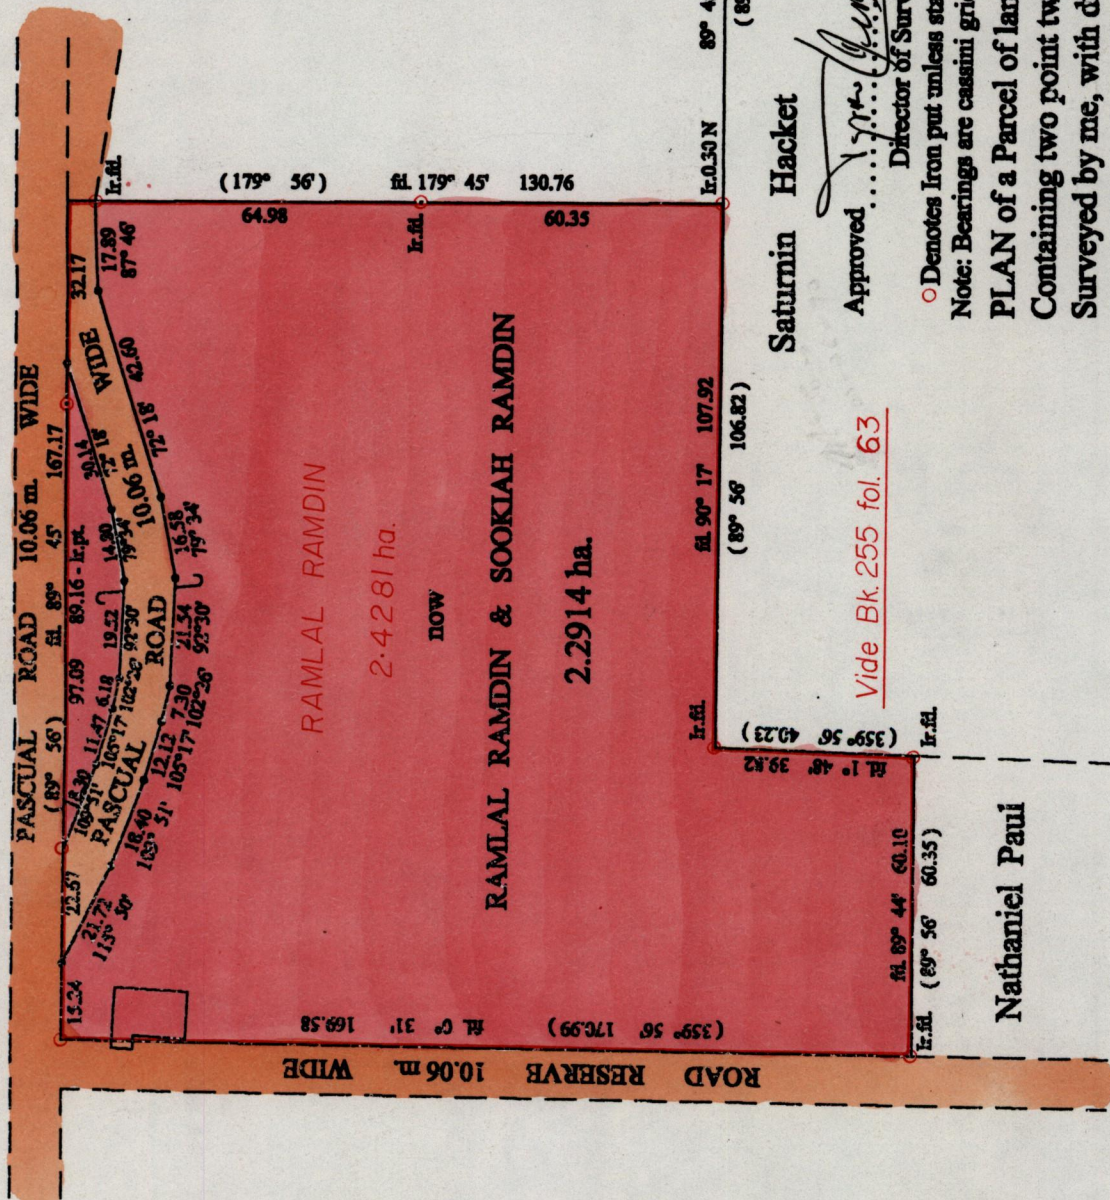 PASCUAL ROAD 10.06 m. WIDE
( 89° 56' ) fd. 89° 45' 167.17
97.09 89.16 - Ir.pt.
15.24
22.67
32.17
18.30
109° 51'
11.47
105° 17'
6.18
102° 26'
19.52
92° 30'
14.80
79° 34'
30.14
72° 18'
PASCUAL ROAD 10.06 m. WIDE
21.72
113° 50'
18.40
109° 51'
12.12
105° 17'
7.30
102° 26'
21.54
92° 30'
16.58
79° 34'
42.60
72° 18'
17.89
87° 46'
Ir.fd.
( 179° 56' ) fd. 179° 45' 130.76
64.98
Ir.fd.
60.35
Ir.0.30 N
RAMLAL RAMDIN
2.4281 ha.
now
RAMLAL RAMDIN & SOOKIAH RAMDIN
2.2914 ha.
fd. 90° 17' 107.92
( 89° 56' 106.82 )
Ir.fd.
( 359° 56' 40.23 )
fd. 1° 48' 39.82
Ir.fd.
fd. 89° 44' 60.10
( 89° 56' 60.35 )
Ir.fd.
( 359° 56' 170.99 ) fd. 0° 31' 169.58
ROAD RESERVE 10.06 m. WIDE
Nathaniel Paul
Vide Bk. 255 fol. 63
Saturnin Hacket
89° 4
Approved
Director of Surv
Denotes Iron put unless sta
Note: Bearings are cassini gri
PLAN of a Parcel of lan
Containing two point tw
Surveyed by me, with d